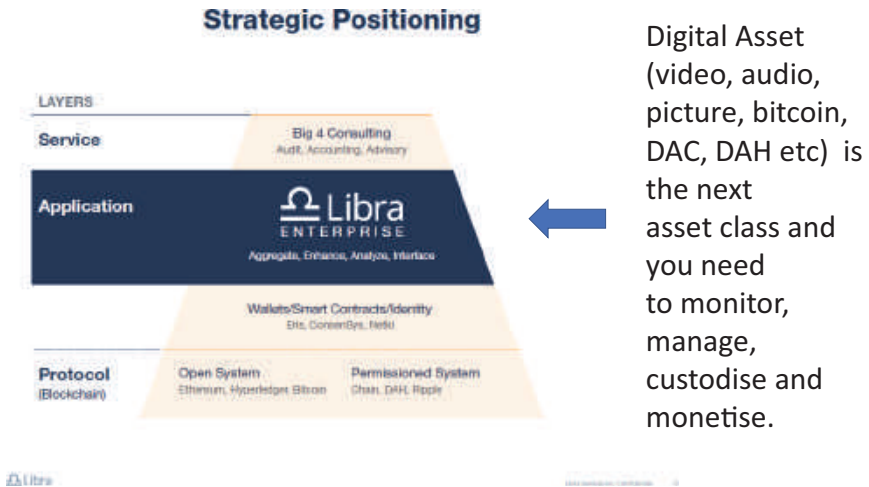 Strategic Positioning
LAYERS
Service
Big 4 Consulting
Audit, Accounting, Advisory
Application
Libra
ENTERPRISE
Aggregate, Enhance, Analyze, Interface
Wallets/Smart Contracts/Identity
Eris, ConsenSys, Netki
Protocol
(Blockchain)
Open System
Ethereum, Hyperledger, Bitcoin
Permissioned System
Chain, DAH, Ripple
Digital Asset
(video, audio,
picture, bitcoin,
DAC, DAH etc) is
the next
asset class and
you need
to monitor,
manage,
custodise and
monetise.
Libra